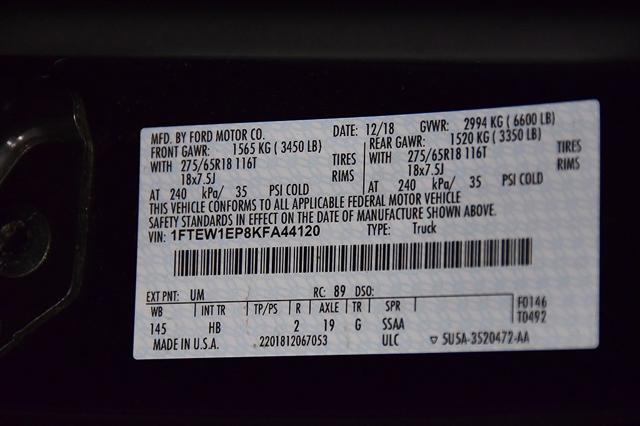 MFD. BY FORD MOTOR CO. DATE: 12/18 GVWR: 2994 KG ( 6600 LB)
FRONT GAWR: 1565 KG ( 3450 LB) REAR GAWR: 1520 KG ( 3350 LB)
WITH 275/65R18 116T TIRES WITH 275/65R18 116T TIRES
18x7.5J RIMS 18x7.5J RIMS
AT 240 kPa/ 35 PSI COLD AT 240 kPa/ 35 PSI COLD
THIS VEHICLE CONFORMS TO ALL APPLICABLE FEDERAL MOTOR VEHICLE
SAFETY STANDARDS IN EFFECT ON THE DATE OF MANUFACTURE SHOWN ABOVE.
VIN: 1FTEW1EP8KFA44120 TYPE: Truck
EXT PNT: UM RC: 89 DSO: F0146
WB INT TR TP/PS R AXLE TR SPR T0492
145 HB 2 19 G SSAA
MADE IN U.S.A. 2201812067053 ULC ▽ 5U5A-3520472-AA